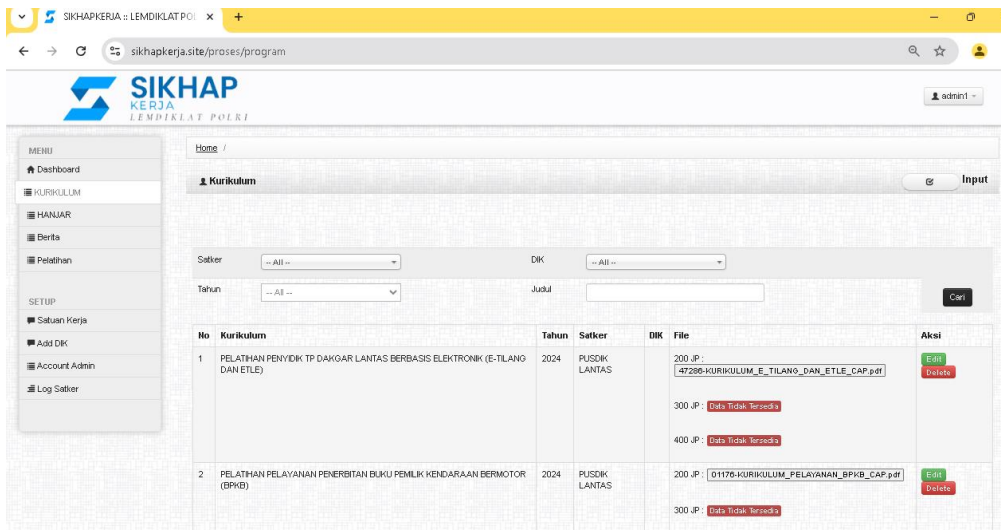 SIKHAPKERJA :: LEMDIKLAT POL
sikhapkerja.site/proses/program
SIKHAP
KERJA
LEMDIKLAT POLRI
admin1
MENU
Dashboard
KURIKULUM
HANJAR
Berita
Pelatihan
SETUP
Satuan Kerja
Add DIK
Account Admin
Log Satker
Home /
Kurikulum
Input
Satker -- All -- DIK -- All --
Tahun -- All -- Judul
Cari
No Kurikulum Tahun Satker DIK File Aksi
1 PELATIHAN PENYIDIK TP DAKGAR LANTAS BERBASIS ELEKTRONIK (E-TILANG 2024 PUSDIK 200 JP : Edit
DAN ETLE) LANTAS 47286-KURIKULUM_E_TILANG_DAN_ETLE_CAP.pdf Delete
300 JP : Data Tidak Tersedia
400 JP : Data Tidak Tersedia
2 PELATIHAN PELAYANAN PENERBITAN BUKU PEMILIK KENDARAAN BERMOTOR 2024 PUSDIK 200 JP : 01176-KURIKULUM_PELAYANAN_BPKB_CAP.pdf Edit
(BPKB) LANTAS Delete
300 JP : Data Tidak Tersedia